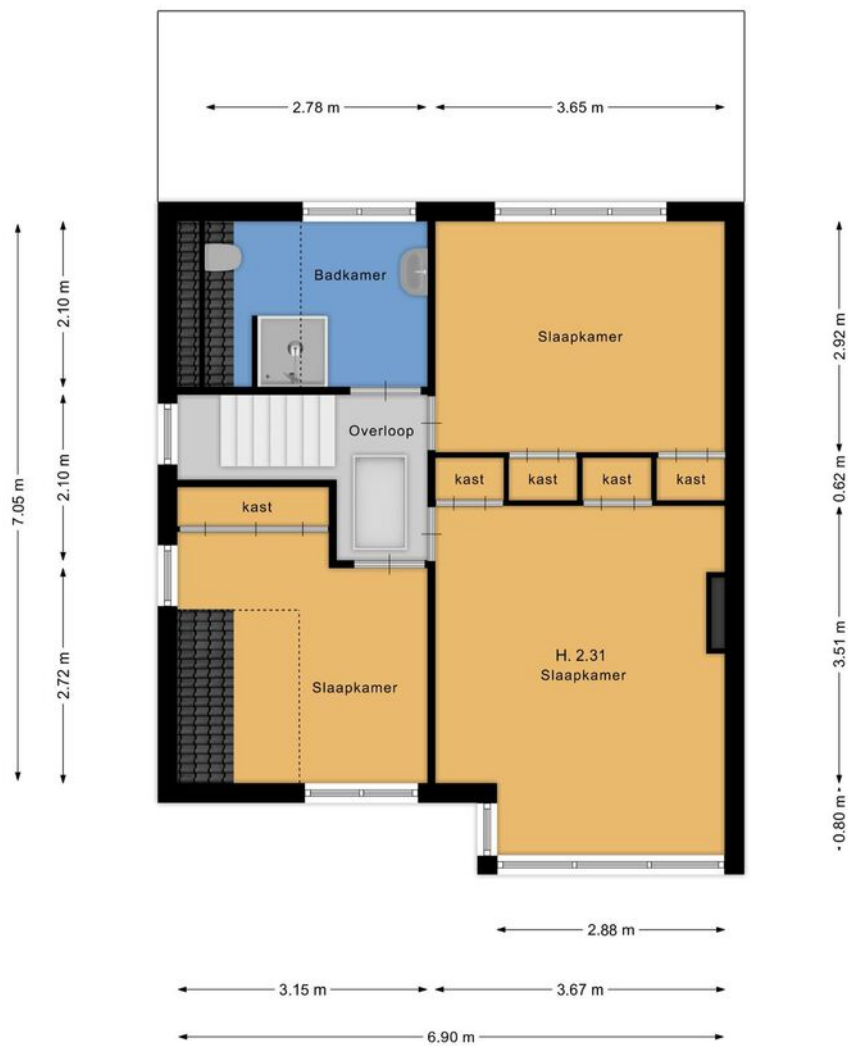 2.78 m
3.65 m
Badkamer
Slaapkamer
2.10 m
2.92 m
Overloop
7.05 m
2.10 m
kast
kast
kast
kast
0.62 m
kast
H. 2.31
Slaapkamer
Slaapkamer
2.72 m
3.51 m
0.80 m
2.88 m
3.15 m
3.67 m
6.90 m